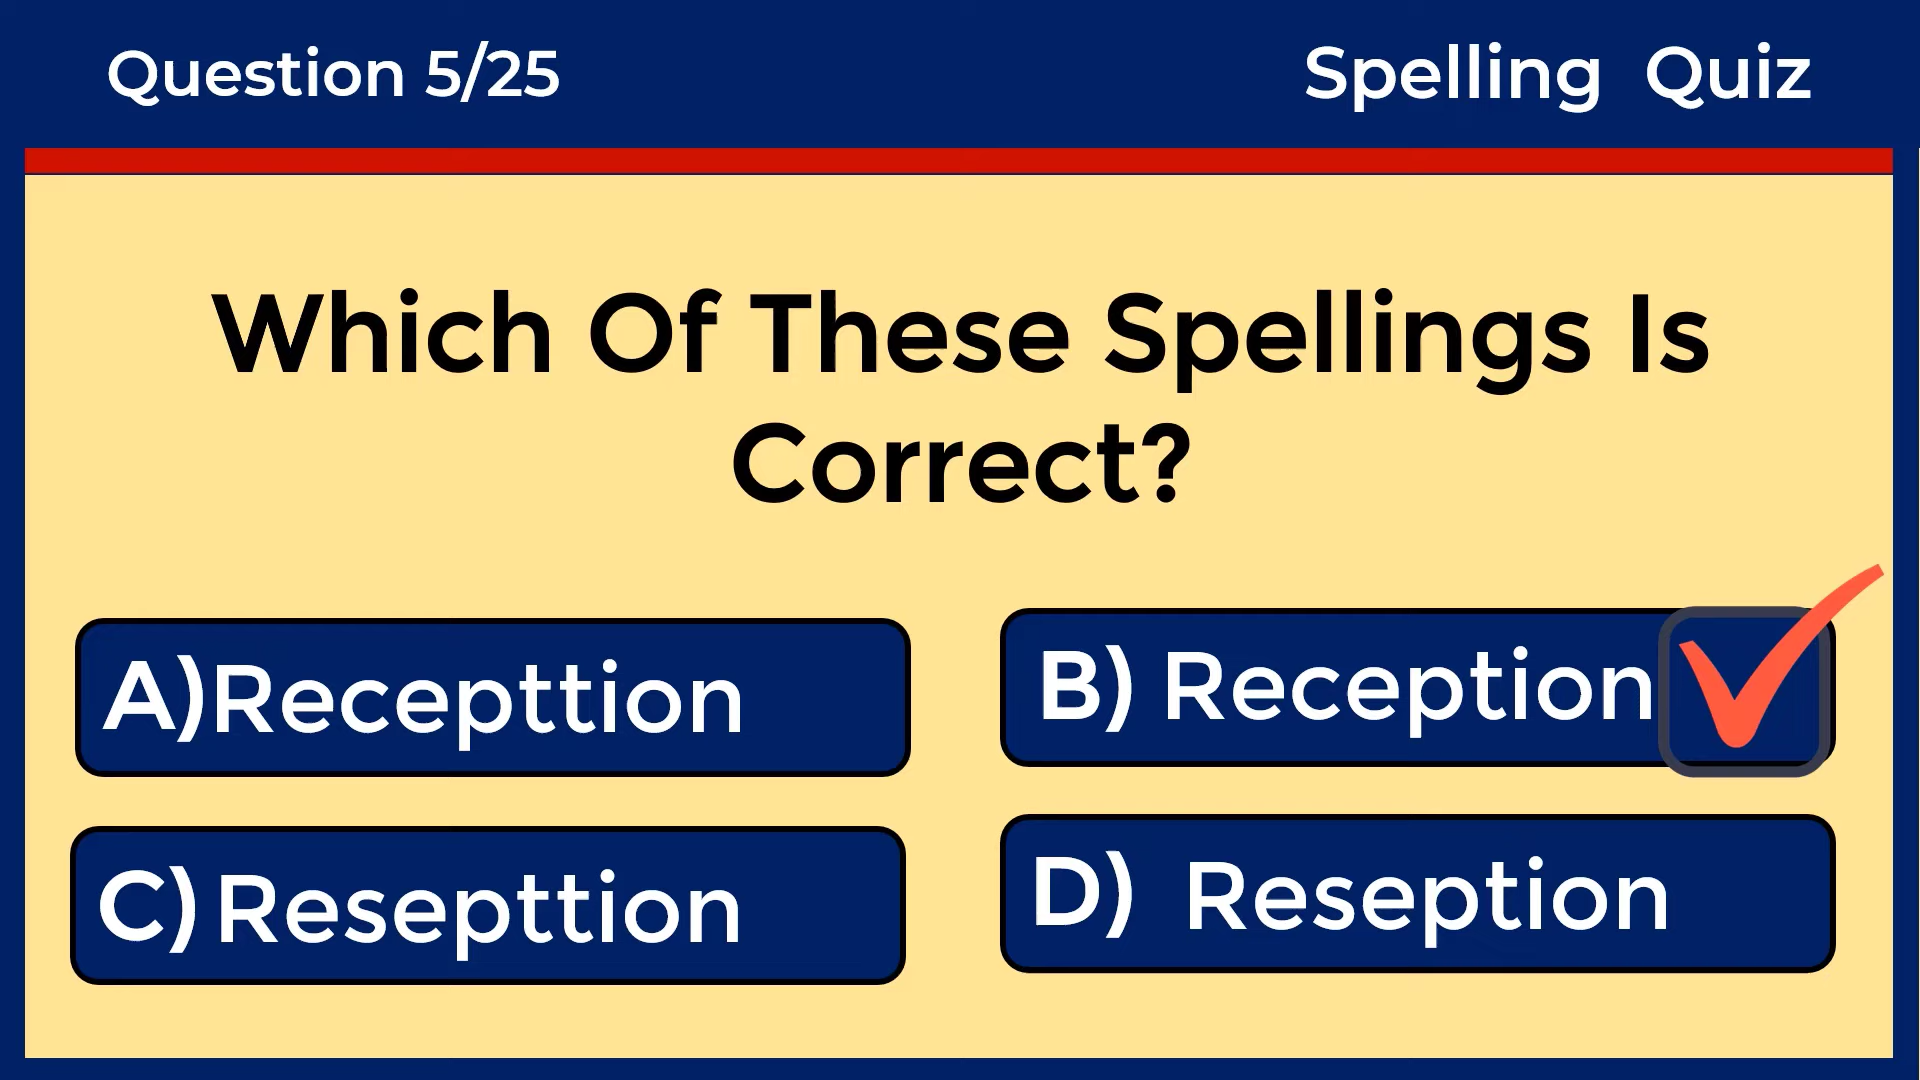 Question 5/25
Spelling Quiz
Which Of These Spellings Is
Correct?
A)Recepttion
B) Reception
C) Resepttion
D) Reseption